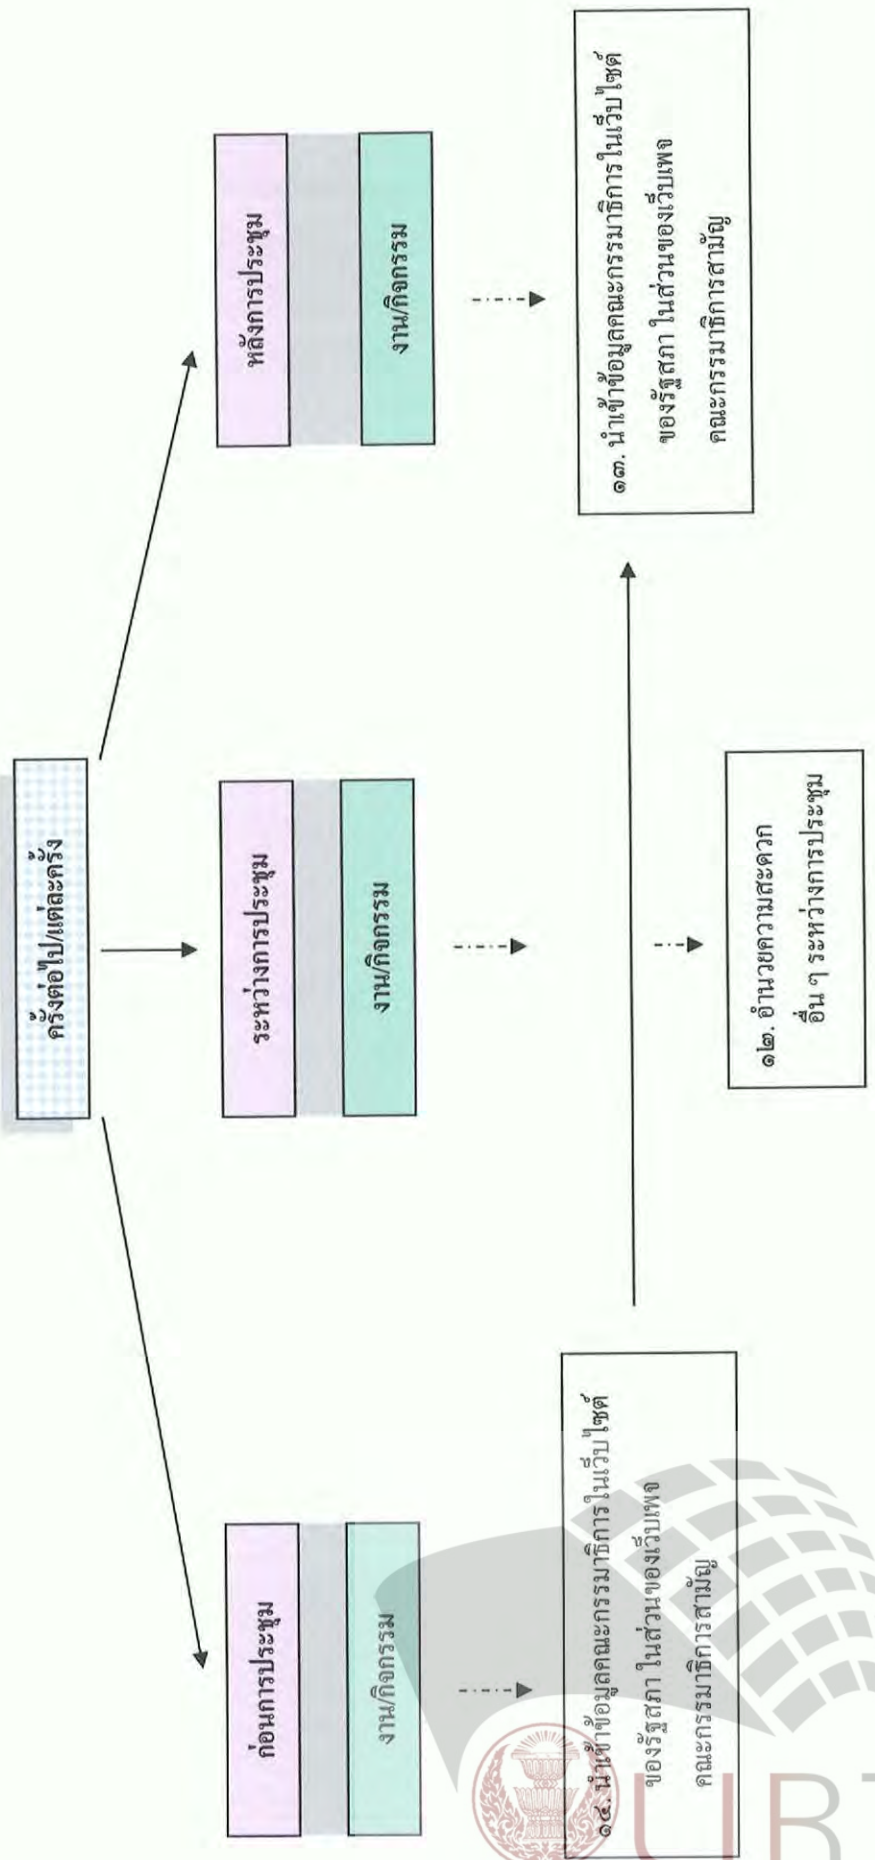 ครั้งต่อไป/แต่ละครั้ง
ก่อนการประชุม
งาน/กิจกรรม
๑๔. นำเข้าข้อมูลคณะกรรมาธิการในเว็บไซต์
ของรัฐสภา ในส่วนของเว็บเพจ
คณะกรรมาธิการสามัญ
ระหว่างการประชุม
งาน/กิจกรรม
๑๒. อำนวยความสะดวก
อื่น ๆ ระหว่างการประชุม
หลังการประชุม
งาน/กิจกรรม
๑๓. นำเข้าข้อมูลคณะกรรมาธิการในเว็บไซต์
ของรัฐสภา ในส่วนของเว็บเพจ
คณะกรรมาธิการสามัญ